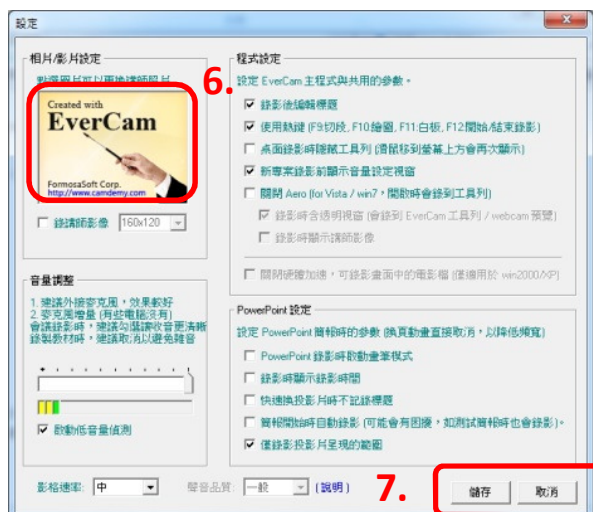 設定
相片/影片設定
點選照片可以更換講師照片
6.
Created with
EverCam
FormosaSoft Corp.
http://www.camdemy.com
錄講師影像 160x120
音量調整
1. 建議外接麥克風，效果較好
2. 麥克風增量 (有些電腦沒有)
會議錄影時，建議勾選讓收音更清晰
錄製教材時，建議取消以避免雜音
啟動低音量偵測
影格速率: 中
聲音品質: 一般 (說明)
程式設定
設定 EverCam 主程式與共用的參數。
錄影後編輯標題
使用熱鍵 (F9:切段, F10:繪圖, F11:白板, F12:開始/結束錄影)
桌面錄影時隱藏工具列 (滑鼠移到螢幕上方會再次顯示)
新專案錄影前顯示音量設定視窗
關閉 Aero (for Vista / win7，開啟時會錄到工具列)
錄影時含透明視窗 (會錄到 EverCam 工具列 / webcam 預覽)
錄影時顯示講師影像
關閉硬體加速，可錄影畫面中的電影檔 (僅適用於 win2000/XP)
PowerPoint 設定
設定 PowerPoint 簡報時的參數 (換頁動畫直接取消，以降低頻寬)
PowerPoint 錄影時啟動畫筆模式
錄影時顯示錄影時間
快速換投影片時不記錄標題
簡報開始時自動錄影 (可能會有困擾，如測試簡報時也會錄影)。
僅錄影投影片呈現的範圍
7.
儲存 取消